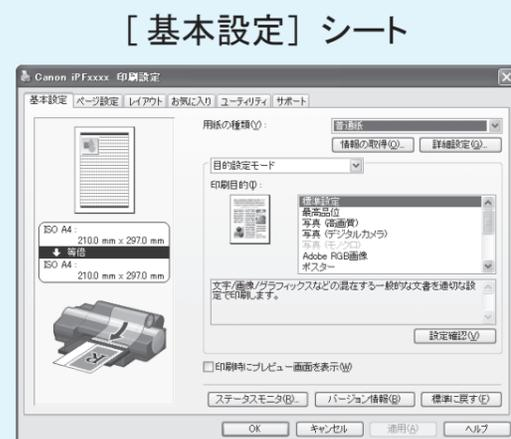 [ 基本設定 ] シート
Canon iPFxxxx 印刷設定
基本設定 ページ設定 レイアウト お気に入り ユーティリティ サポート
用紙の種類(Y):
普通紙
情報の取得(O)... 詳細設定(G)...
目的設定モード
印刷目的(I):
標準設定
最高品位
写真 (高画質)
写真 (デジタルカメラ)
写真 (モノクロ)
Adobe RGB画像
ポスター
ISO A4 :
210.0 mm x 297.0 mm
等倍
ISO A4 :
210.0 mm x 297.0 mm
文字/画像/グラフィックスなどの混在する一般的な文書を適切な設
定で印刷します。
設定確認(V)
印刷時にプレビュー画面を表示(W)
ステータスモニタ(R)... バージョン情報(B) 標準に戻す(F)
OK キャンセル 適用(A) ヘルプ